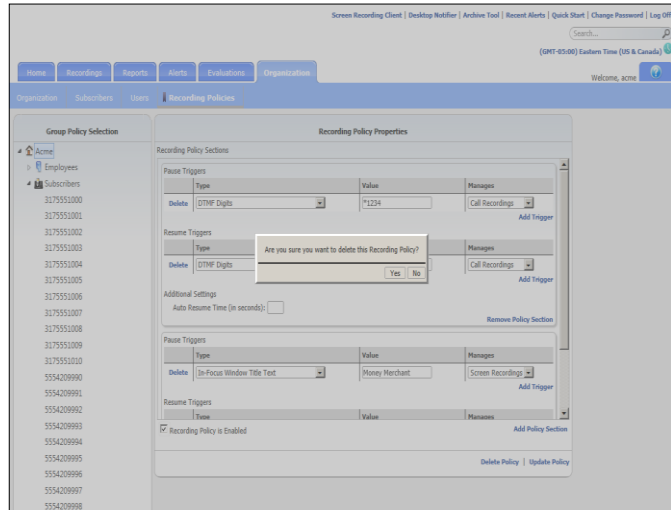 Screen Recording Client | Desktop Notifier | Archive Tool | Recent Alerts | Quick Start | Change Password | Log Off
Search...
(GMT-05:00) Eastern Time (US & Canada)
Home Recordings Reports Alerts Evaluations Organization
Welcome, acme
Organization Subscribers Users Recording Policies
Group Policy Selection
Acme
Employees
Subscribers
3175551000
3175551001
3175551002
3175551003
3175551004
3175551005
3175551006
3175551007
3175551008
3175551009
3175551010
5554209990
5554209991
5554209992
5554209993
5554209994
5554209995
5554209996
5554209997
5554209998
Recording Policy Properties
Recording Policy Sections
Pause Triggers
Type Value Manages
Delete DTMF Digits *1234 Call Recordings
Add Trigger
Resume Triggers
Type
Manages
Delete DTMF Digits Call Recordings
Add Trigger
Are you sure you want to delete this Recording Policy?
Yes No
Additional Settings
Auto Resume Time (in seconds):
Remove Policy Section
Pause Triggers
Type Value Manages
Delete In-Focus Window Title Text Money Merchant Screen Recordings
Add Trigger
Resume Triggers
Type Value Manages
Recording Policy is Enabled Add Policy Section
Delete Policy | Update Policy